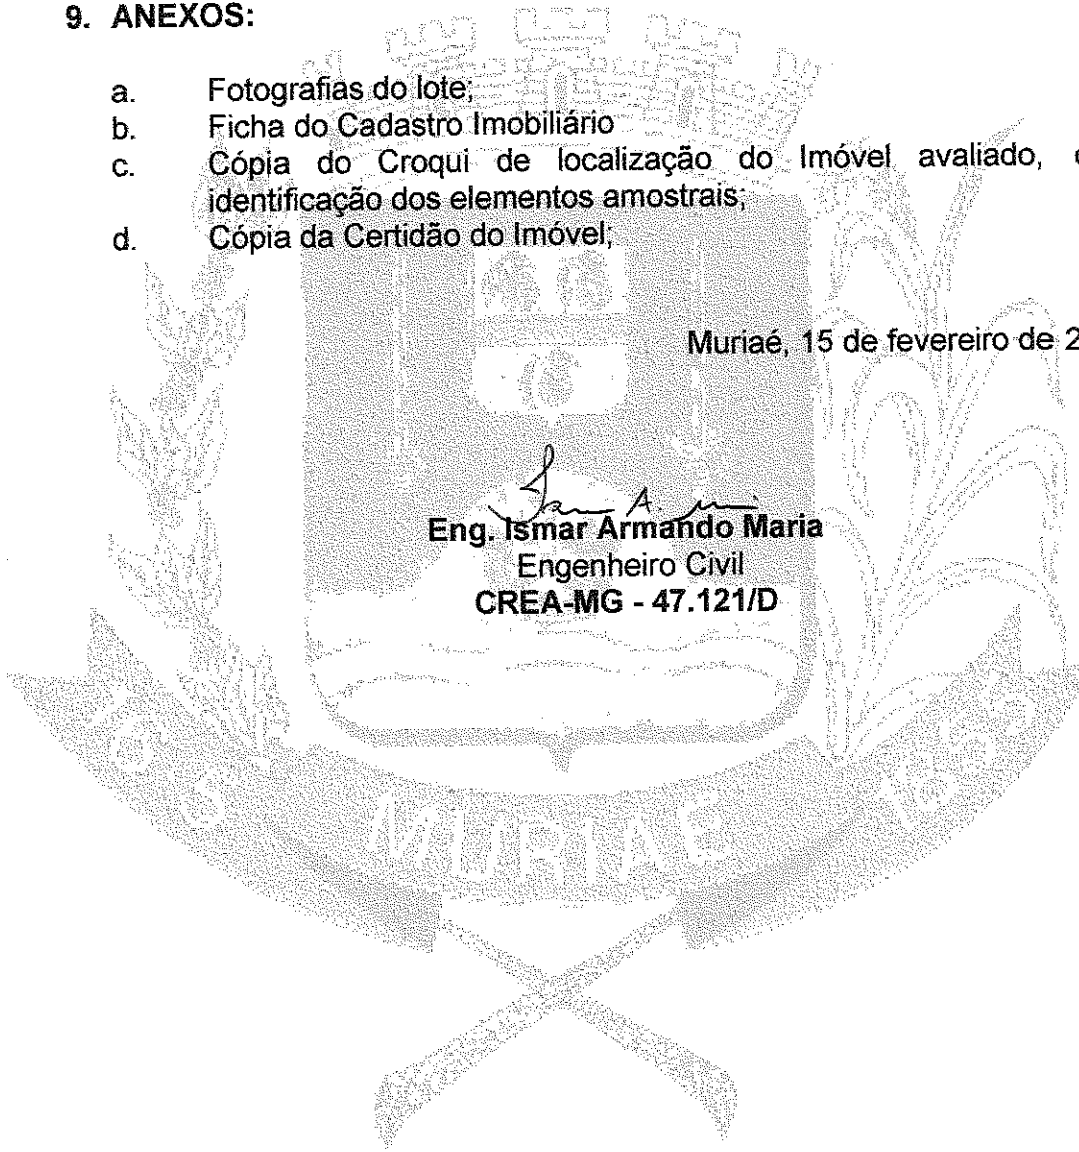 9. ANEXOS:
a. Fotografias do lote;
b. Ficha do Cadastro Imobiliário
c. Cópia do Croqui de localização do Imóvel avaliado,
identificação dos elementos amostrais;
d. Cópia da Certidão do Imóvel;
Muriaé, 15 de fevereiro de 2
Eng. Ismar Armando Maria
Engenheiro Civil
CREA-MG - 47.121/D
MURIAÉ